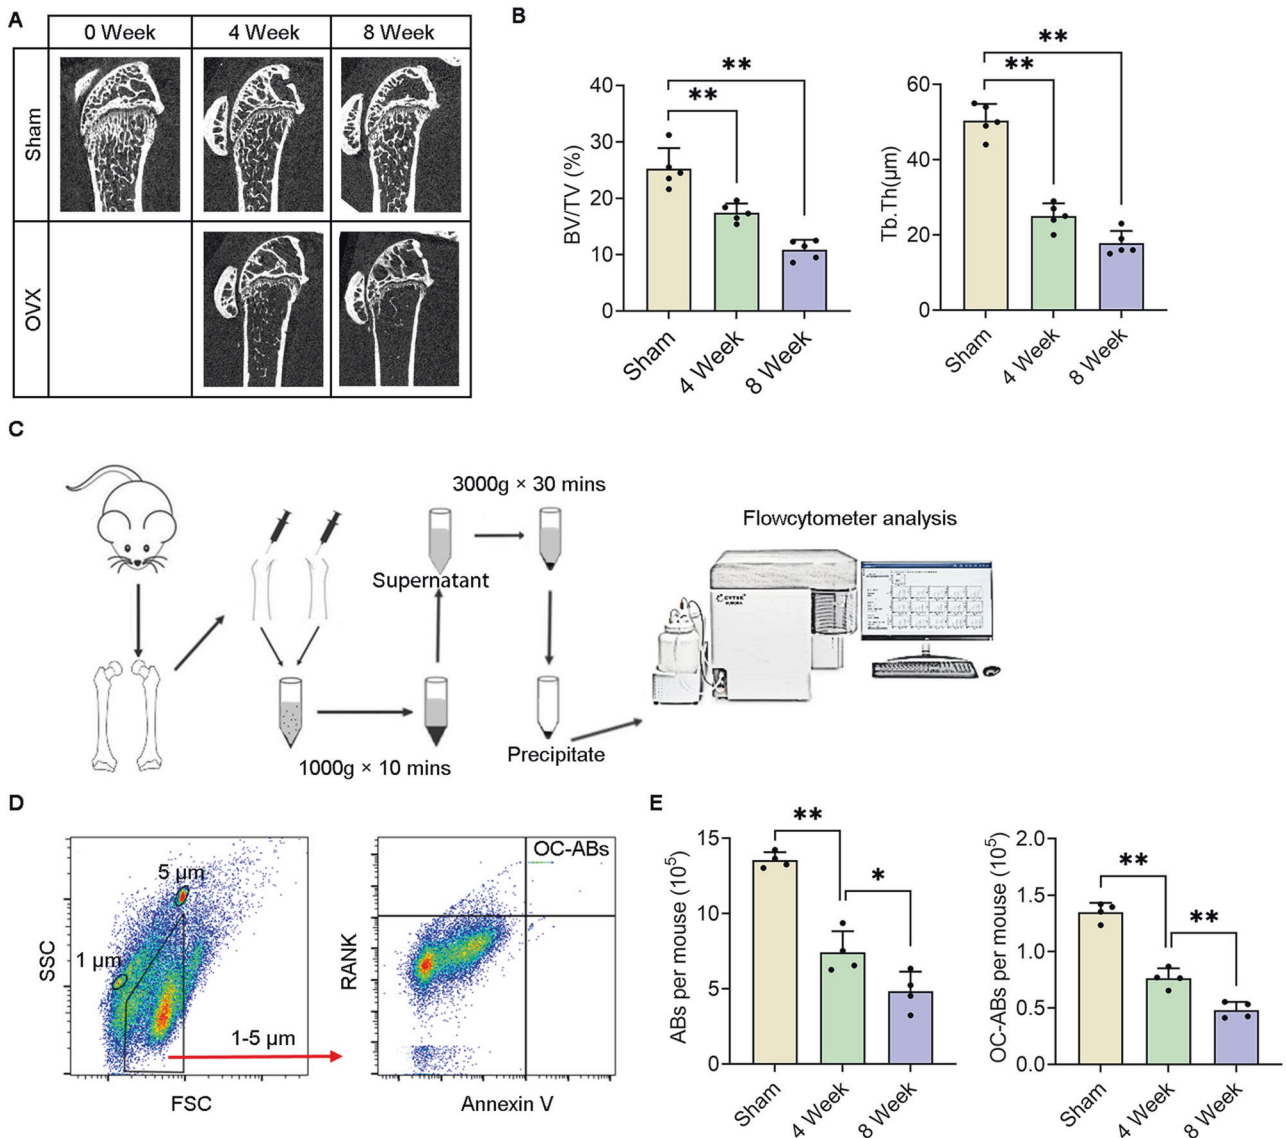 A
0 Week
4 Week
8 Week
Sham
OVX
B
BV/TV (%)
40
30
20
10
0
**
**
Sham
4 Week
8 Week
Tb.Th(μm)
60
40
20
0
**
**
Sham
4 Week
8 Week
C
3000g × 30 mins
Supernatant
1000g × 10 mins
Precipitate
Flowcytometer analysis
CYTEK
AURORA
D
SSC
5 μm
1 μm
1-5 μm
FSC
RANK
OC-ABs
Annexin V
E
ABs per mouse (10⁵)
15
10
5
0
**
*
Sham
4 Week
8 Week
OC-ABs per mouse (10⁵)
2.0
1.5
1.0
0.5
0.0
**
**
Sham
4 Week
8 Week